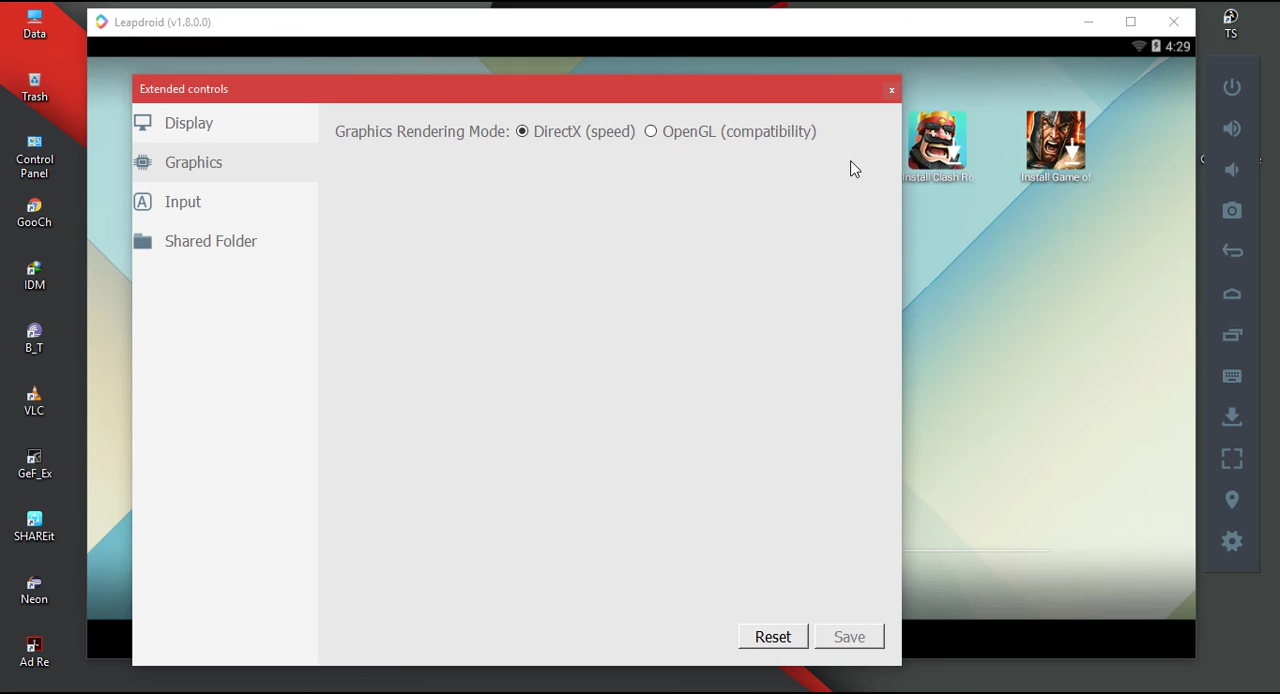 Data
Trash
Control
Panel
GooCh
IDM
B_T
VLC
GeF_Ex
SHAREit
Neon
Ad Re
Leapdroid (v1.8.0.0)
4:29
TS
Extended controls
x
Display
Graphics
Input
Shared Folder
Graphics Rendering Mode: DirectX (speed) OpenGL (compatibility)
Install Clash Ro
Install Game of
Reset
Save